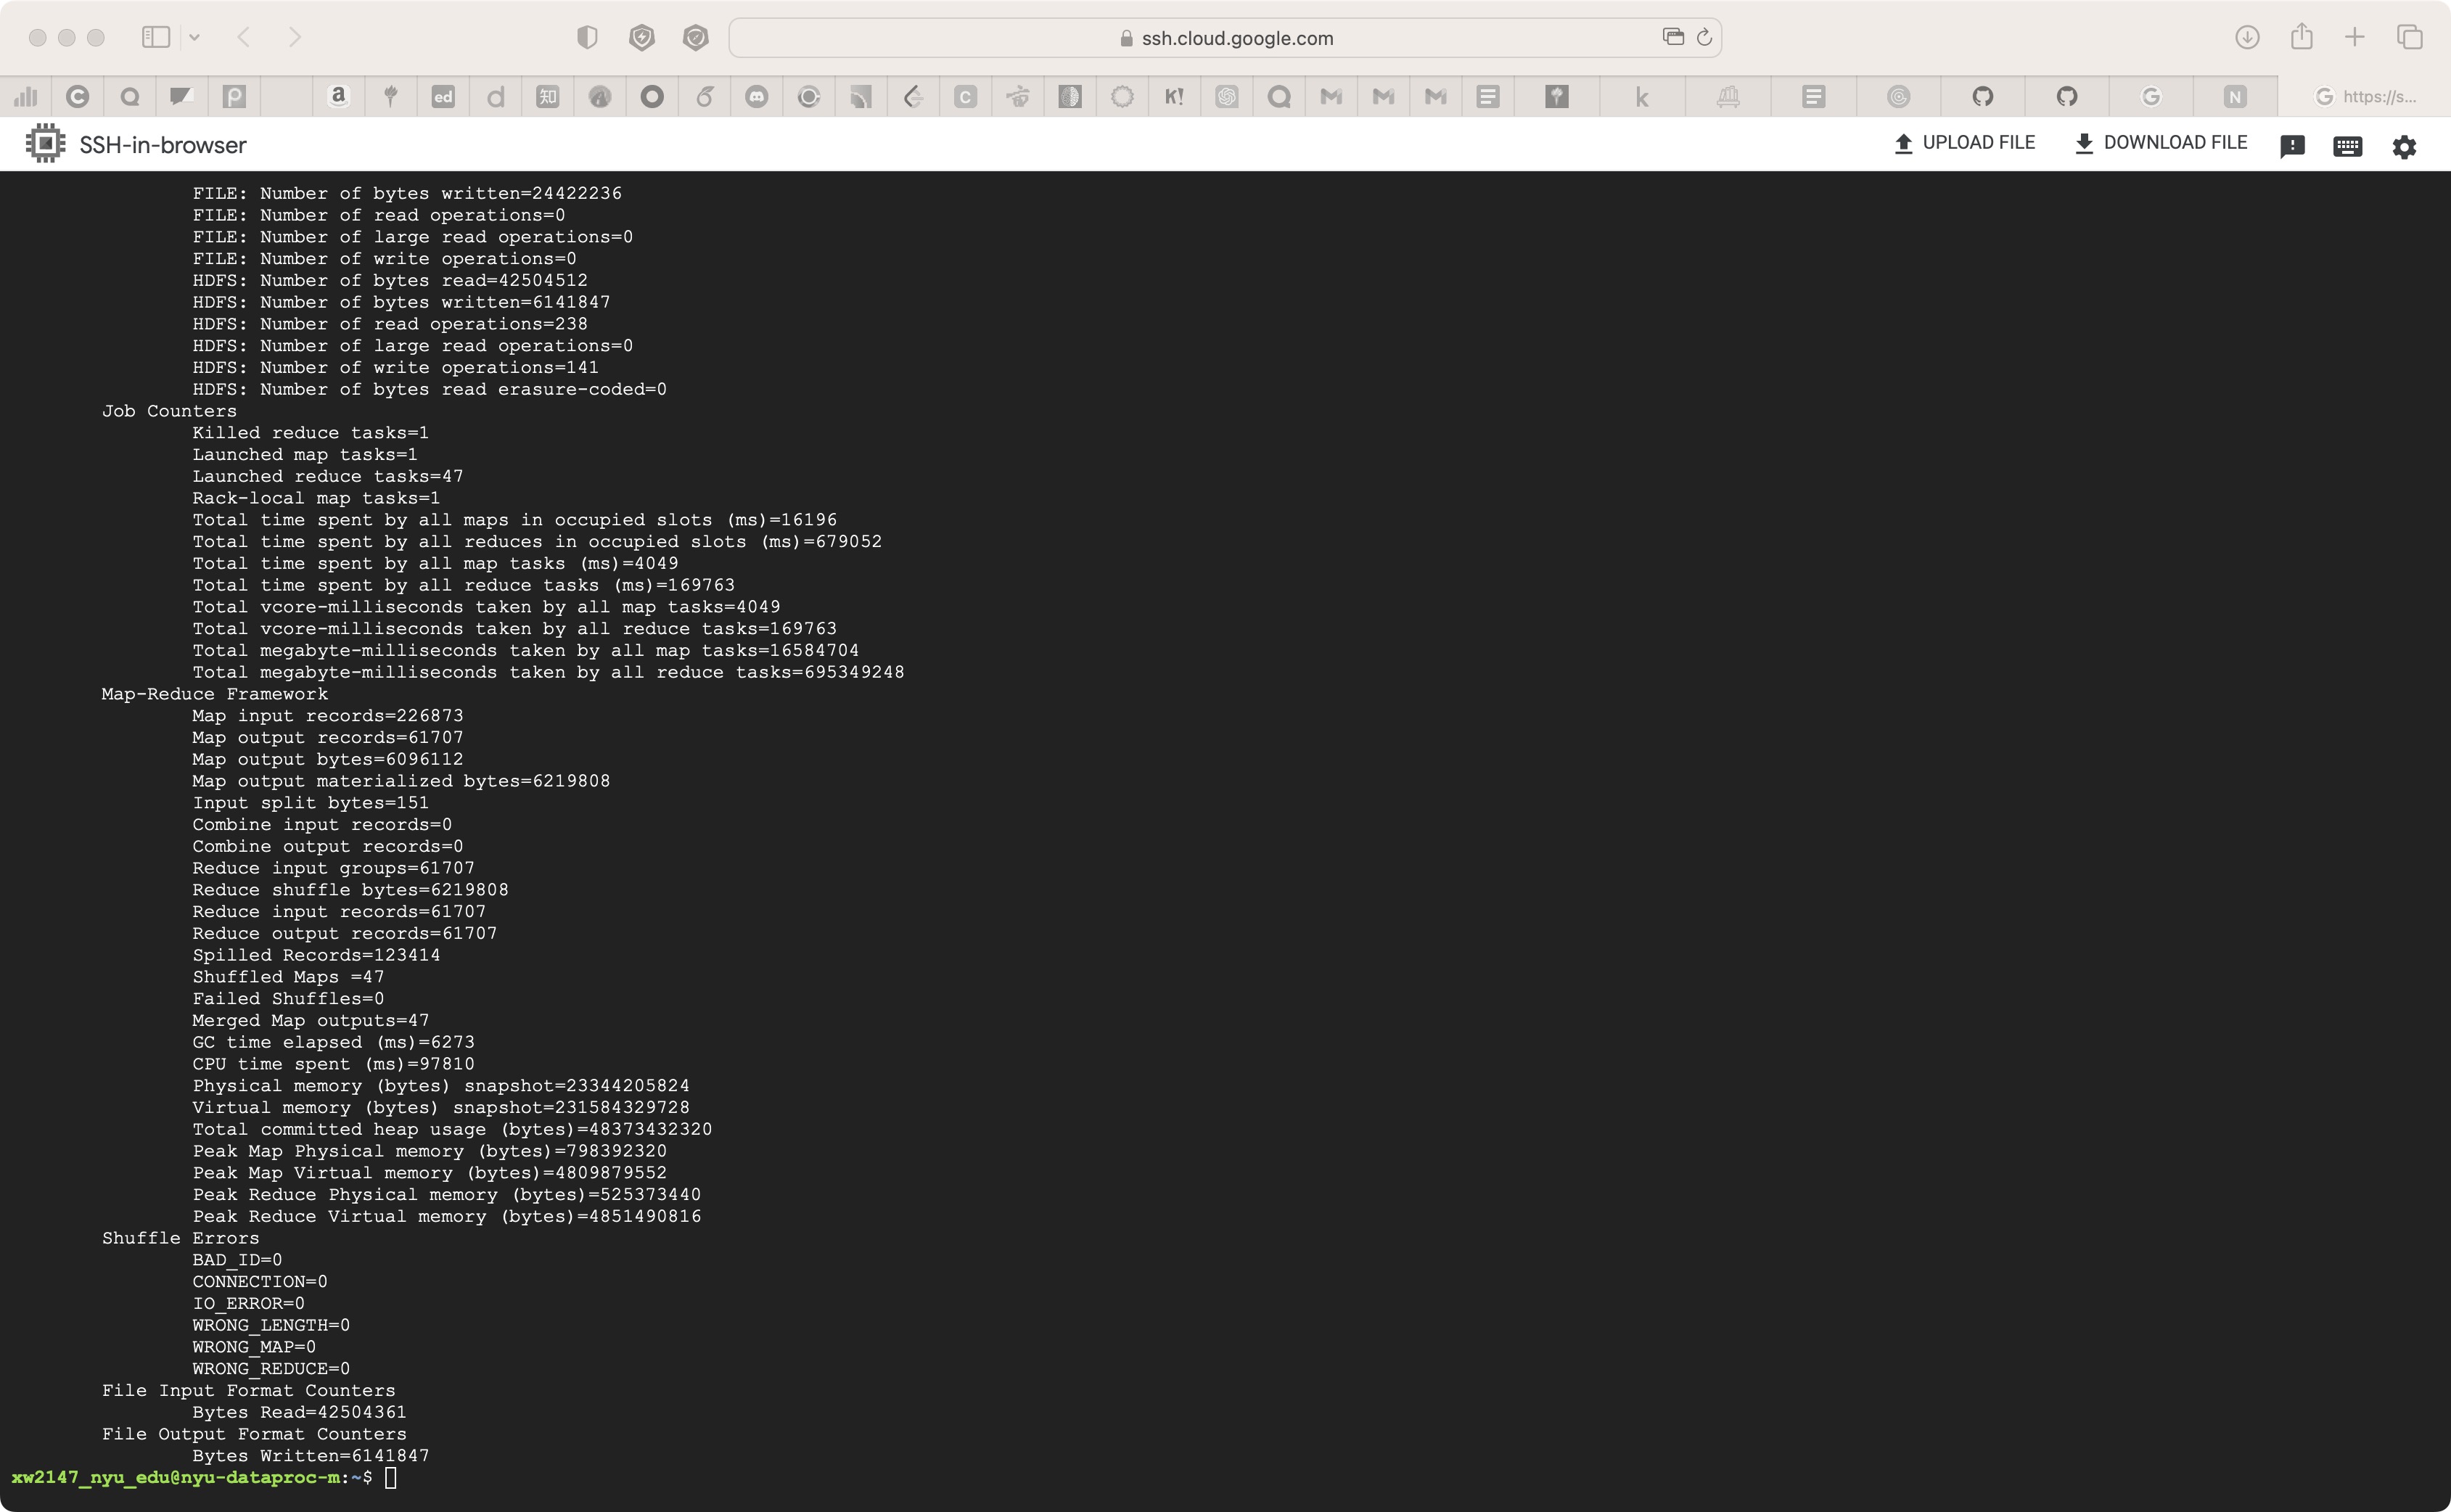 ssh.cloud.google.com
a ed d 知 C K! k G N G https://s...
SSH-in-browser UPLOAD FILE DOWNLOAD FILE
FILE: Number of bytes written=24422236
FILE: Number of read operations=0
FILE: Number of large read operations=0
FILE: Number of write operations=0
HDFS: Number of bytes read=42504512
HDFS: Number of bytes written=6141847
HDFS: Number of read operations=238
HDFS: Number of large read operations=0
HDFS: Number of write operations=141
HDFS: Number of bytes read erasure-coded=0
Job Counters
Killed reduce tasks=1
Launched map tasks=1
Launched reduce tasks=47
Rack-local map tasks=1
Total time spent by all maps in occupied slots (ms)=16196
Total time spent by all reduces in occupied slots (ms)=679052
Total time spent by all map tasks (ms)=4049
Total time spent by all reduce tasks (ms)=169763
Total vcore-milliseconds taken by all map tasks=4049
Total vcore-milliseconds taken by all reduce tasks=169763
Total megabyte-milliseconds taken by all map tasks=16584704
Total megabyte-milliseconds taken by all reduce tasks=695349248
Map-Reduce Framework
Map input records=226873
Map output records=61707
Map output bytes=6096112
Map output materialized bytes=6219808
Input split bytes=151
Combine input records=0
Combine output records=0
Reduce input groups=61707
Reduce shuffle bytes=6219808
Reduce input records=61707
Reduce output records=61707
Spilled Records=123414
Shuffled Maps =47
Failed Shuffles=0
Merged Map outputs=47
GC time elapsed (ms)=6273
CPU time spent (ms)=97810
Physical memory (bytes) snapshot=23344205824
Virtual memory (bytes) snapshot=231584329728
Total committed heap usage (bytes)=48373432320
Peak Map Physical memory (bytes)=798392320
Peak Map Virtual memory (bytes)=4809879552
Peak Reduce Physical memory (bytes)=525373440
Peak Reduce Virtual memory (bytes)=4851490816
Shuffle Errors
BAD_ID=0
CONNECTION=0
IO_ERROR=0
WRONG_LENGTH=0
WRONG_MAP=0
WRONG_REDUCE=0
File Input Format Counters
Bytes Read=42504361
File Output Format Counters
Bytes Written=6141847
xw2147_nyu_edu@nyu-dataproc-m:~$